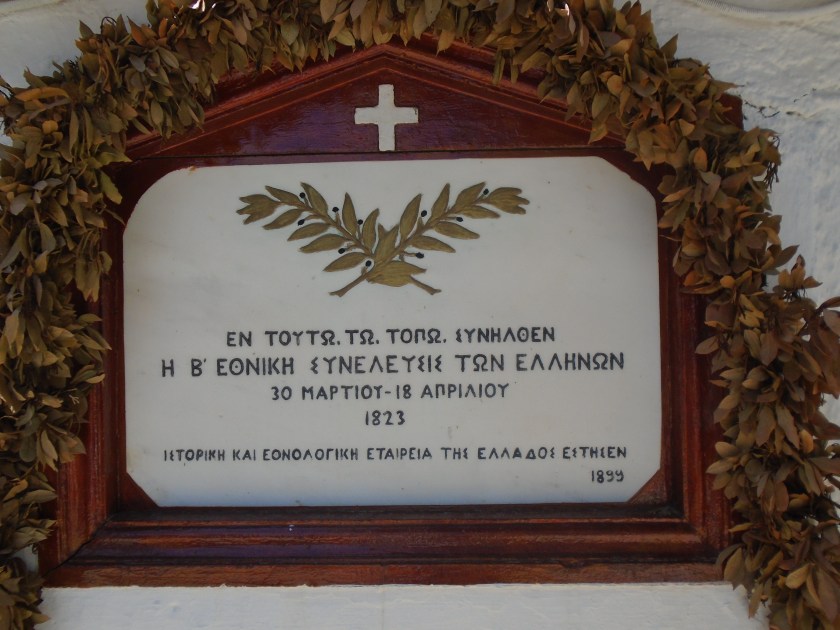 ΕΝ ΤΟΥΤΩ, ΤΩ, ΤΟΠΩ, ΣΥΝΗΛΘΕΝ
Η Β' ΕΘΝΙΚΗ ΣΥΝΕΛΕΥΣΙΣ ΤΩΝ ΕΛΛΗΝΩΝ
30 ΜΑΡΤΙΟΥ-18 ΑΠΡΙΛΙΟΥ
1823
ΙΣΤΟΡΙΚΗ ΚΑΙ ΕΘΝΟΛΟΓΙΚΗ ΕΤΑΙΡΕΙΑ ΤΗΣ ΕΛΛΑΔΟΣ ΕΣΤΗΣΕΝ
1899